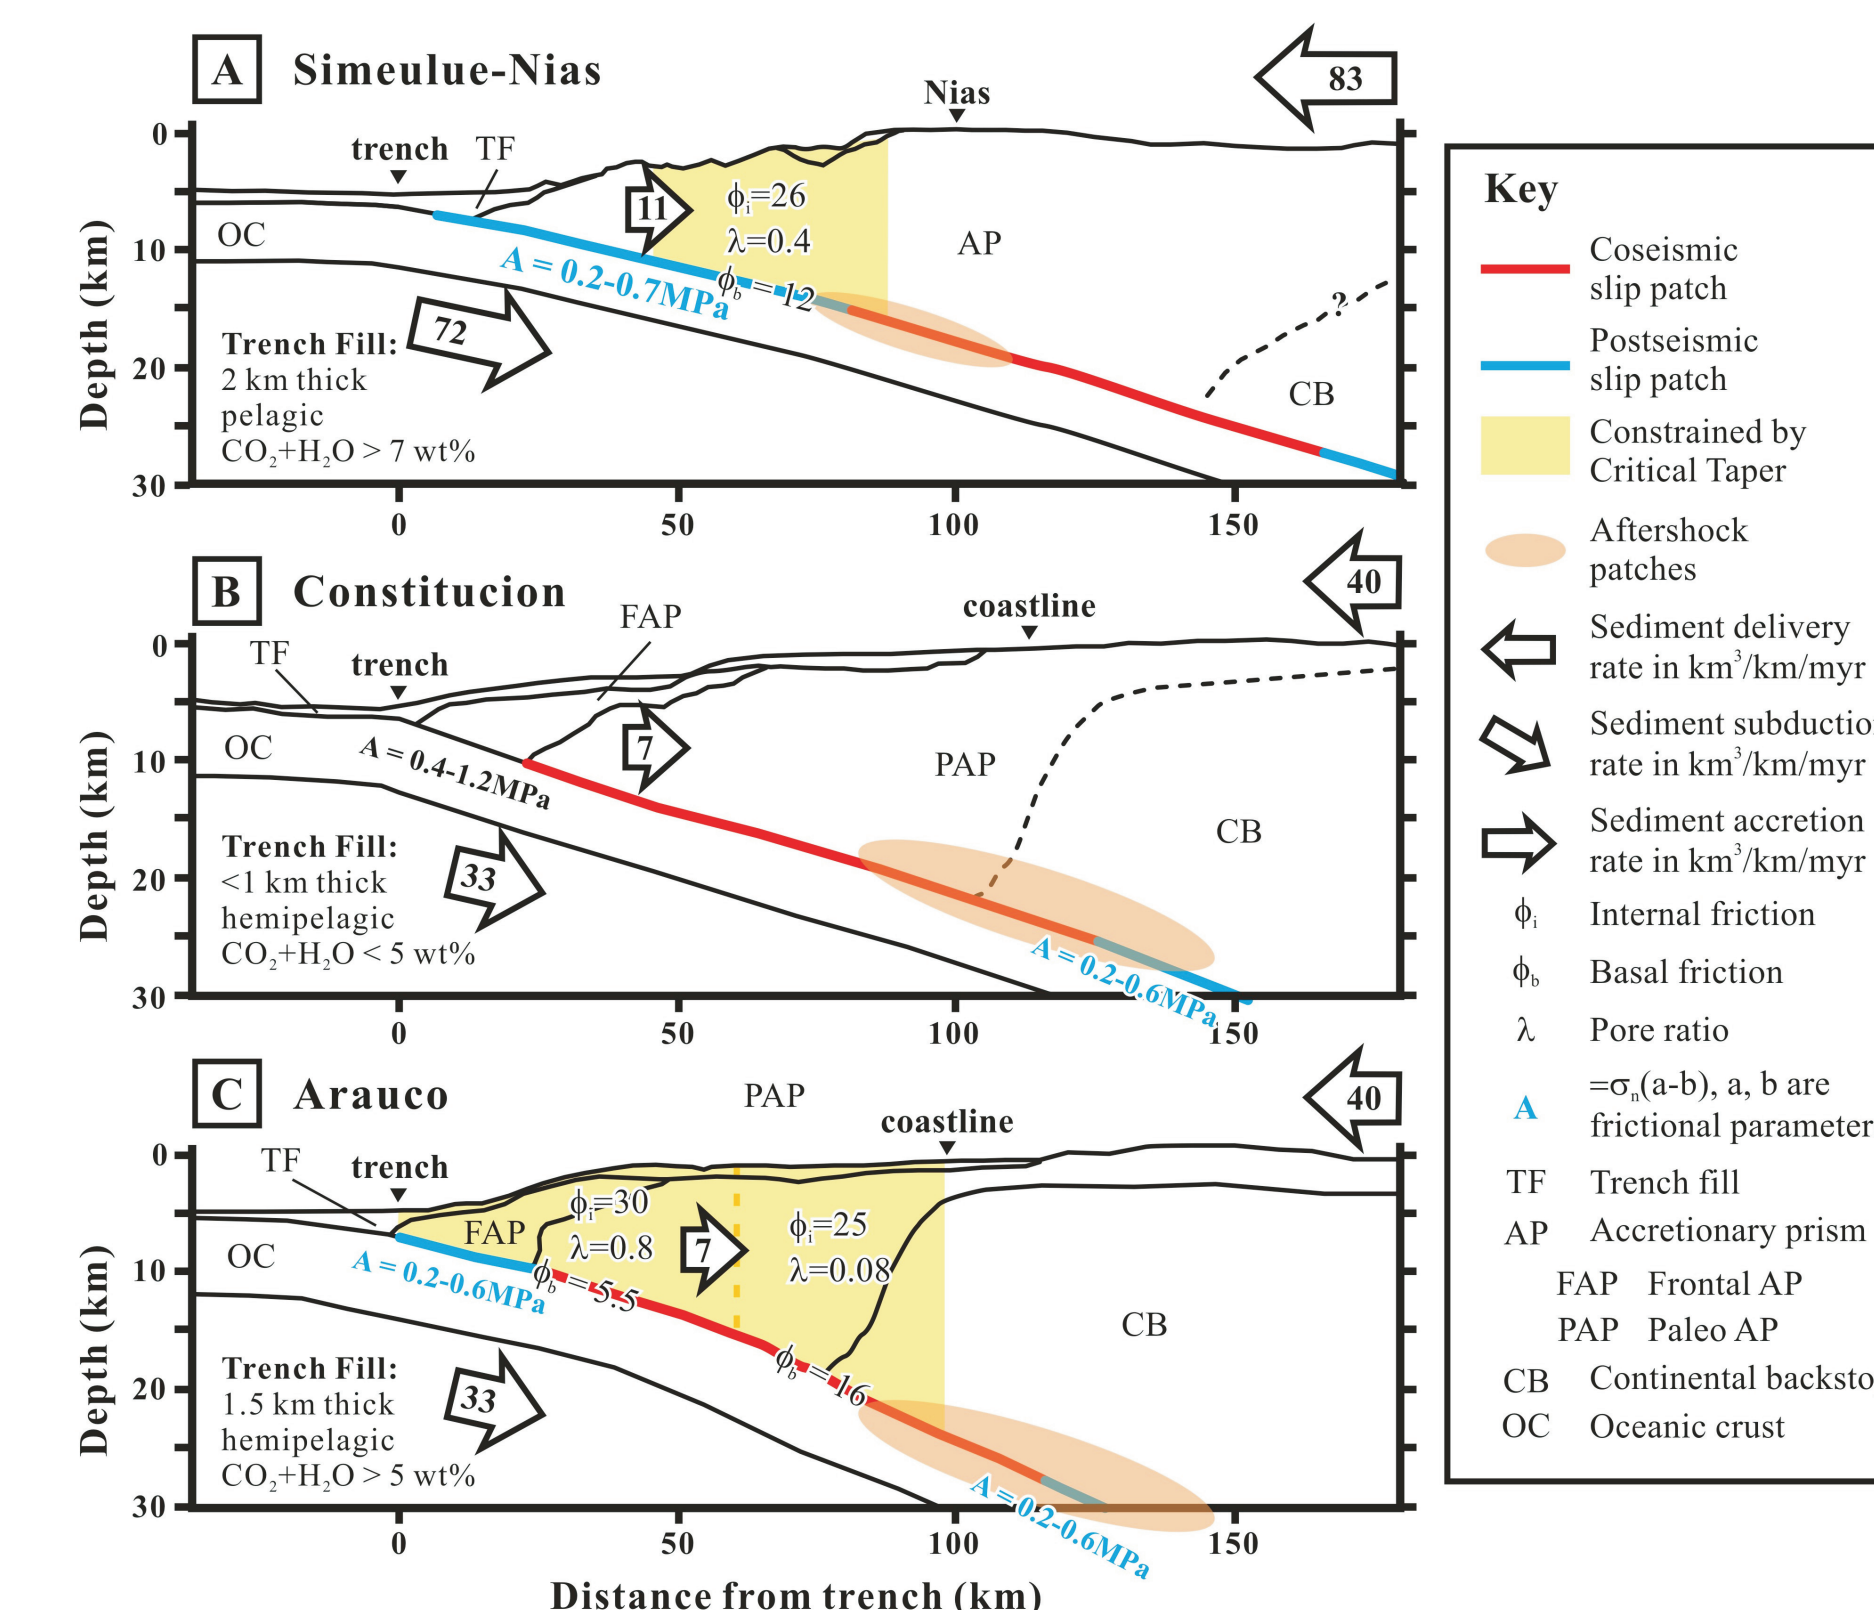 A Simeulue-Nias
83
Nias
trench TF
0
10
20
30
Depth (km)
OC
11
ϕi=26
λ=0.4
ϕb = 12
AP
A = 0.2-0.7MPa
72
?
CB
Trench Fill:
2 km thick
pelagic
CO2+H2O > 7 wt%
0 50 100 150
B Constitucion
40
FAP
coastline
TF
trench
0
10
20
30
Depth (km)
OC
A = 0.4-1.2MPa
7
PAP
CB
33
Trench Fill:
<1 km thick
hemipelagic
CO2+H2O < 5 wt%
A = 0.2-0.6MPa
0 50 100 150
C Arauco
PAP
40
coastline
TF
trench
0
10
20
30
Depth (km)
OC
FAP
ϕi=30
λ=0.8
7
ϕi=25
λ=0.08
ϕb = 5.5
A = 0.2-0.6MPa
CB
ϕb = 16
33
Trench Fill:
1.5 km thick
hemipelagic
CO2+H2O > 5 wt%
A = 0.2-0.6MPa
0 50 100 150
Distance from trench (km)
Key
Coseismic
slip patch
Postseismic
slip patch
Constrained by
Critical Taper
Aftershock
patches
Sediment delivery
rate in km³/km/myr
Sediment subductio
rate in km³/km/myr
Sediment accretion
rate in km³/km/myr
ϕi Internal friction
ϕb Basal friction
λ Pore ratio
A =σn(a-b), a, b are
frictional parameter
TF Trench fill
AP Accretionary prism
FAP Frontal AP
PAP Paleo AP
CB Continental backsto
OC Oceanic crust